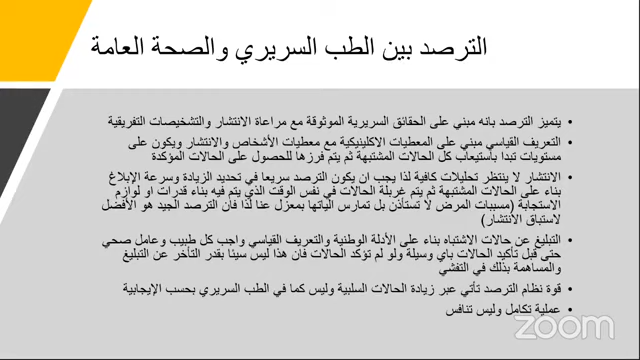 الترصد بين الطب السريري والصحة العامة
• يتميز الترصد بانه مبني على الحقائق السريرية الموثوقة مع مراعاة الانتشار والتشخيصات التفريقية
• التعريف القياسي مبني على المعطيات الاكلينيكية مع معطيات الأشخاص والانتشار ويكون على
مستويات تبدا باستيعاب كل الحالات المشتبهة ثم يتم فرزها للحصول على الحالات المؤكدة
• الانتشار لا ينتظر تحليلات كافية لذا يجب ان يكون الترصد سريعا في تحديد الزيادة وسرعة الإبلاغ
بناء على الحالات المشتبهة ثم يتم غربلة الحالات في نفس الوقت الذي يتم فيه بناء قدرات او لوازم
الاستجابة (مسببات المرض لا تستأذن بل تمارس الياتها بمعزل عنا لذا فان الترصد الجيد هو الأفضل
لاستباق الانتشار)
• التبليغ عن حالات الاشتباه بناء على الأدلة الوطنية والتعريف القياسي واجب كل طبيب وعامل صحي
حتى قبل تأكيد الحالات باي وسيلة ولو لم تؤكد الحالات فان هذا ليس سيئا بقدر التأخر عن التبليغ
والمساهمة بذلك في التفشي
• قوة نظام الترصد تأتي عبر زيادة الحالات السلبية وليس كما في الطب السريري بحسب الإيجابية
• عملية تكامل وليس تنافس
zoom